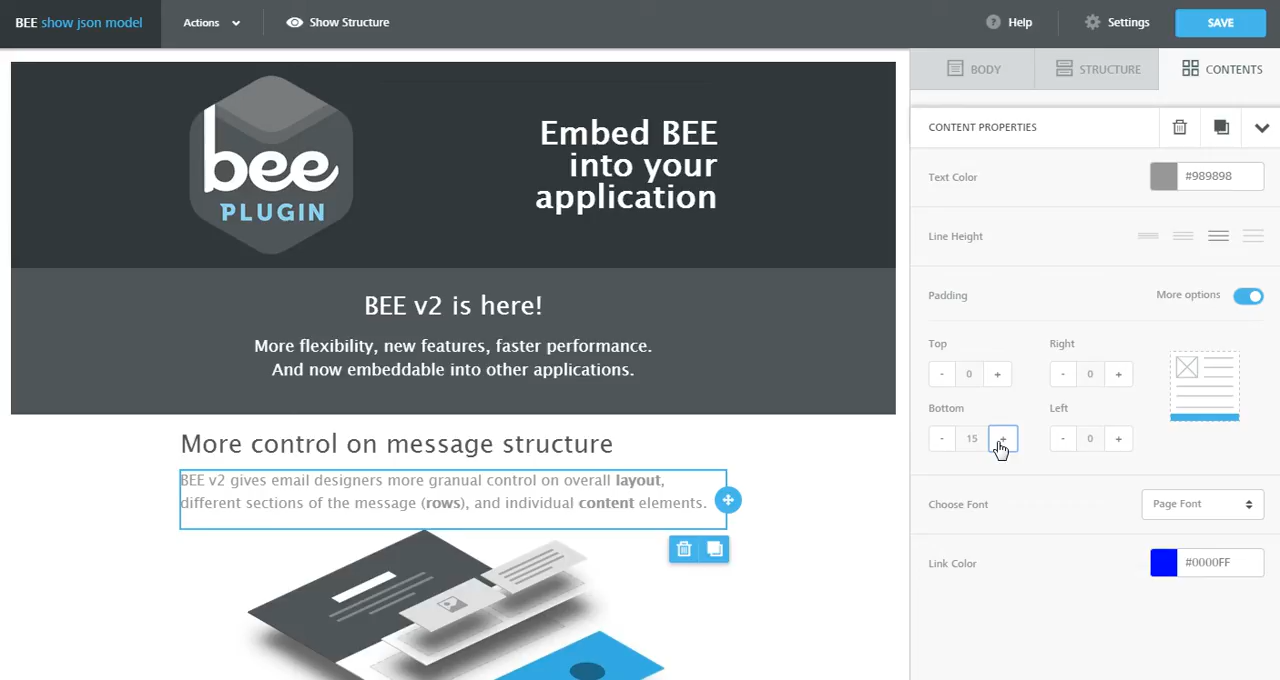 BEE show json model
Actions
Show Structure
? Help
Settings
SAVE
bee
PLUGIN
Embed BEE
into your
application
BEE v2 is here!
More flexibility, new features, faster performance.
And now embeddable into other applications.
More control on message structure
BEE v2 gives email designers more granual control on overall layout,
different sections of the message (rows), and individual content elements.
BODY
STRUCTURE
CONTENTS
CONTENT PROPERTIES
Text Color
#989898
Line Height
Padding
More options
Top
Right
- 0 +
- 0 +
Bottom
Left
- 15 +
- 0 +
Choose Font
Page Font
Link Color
#0000FF